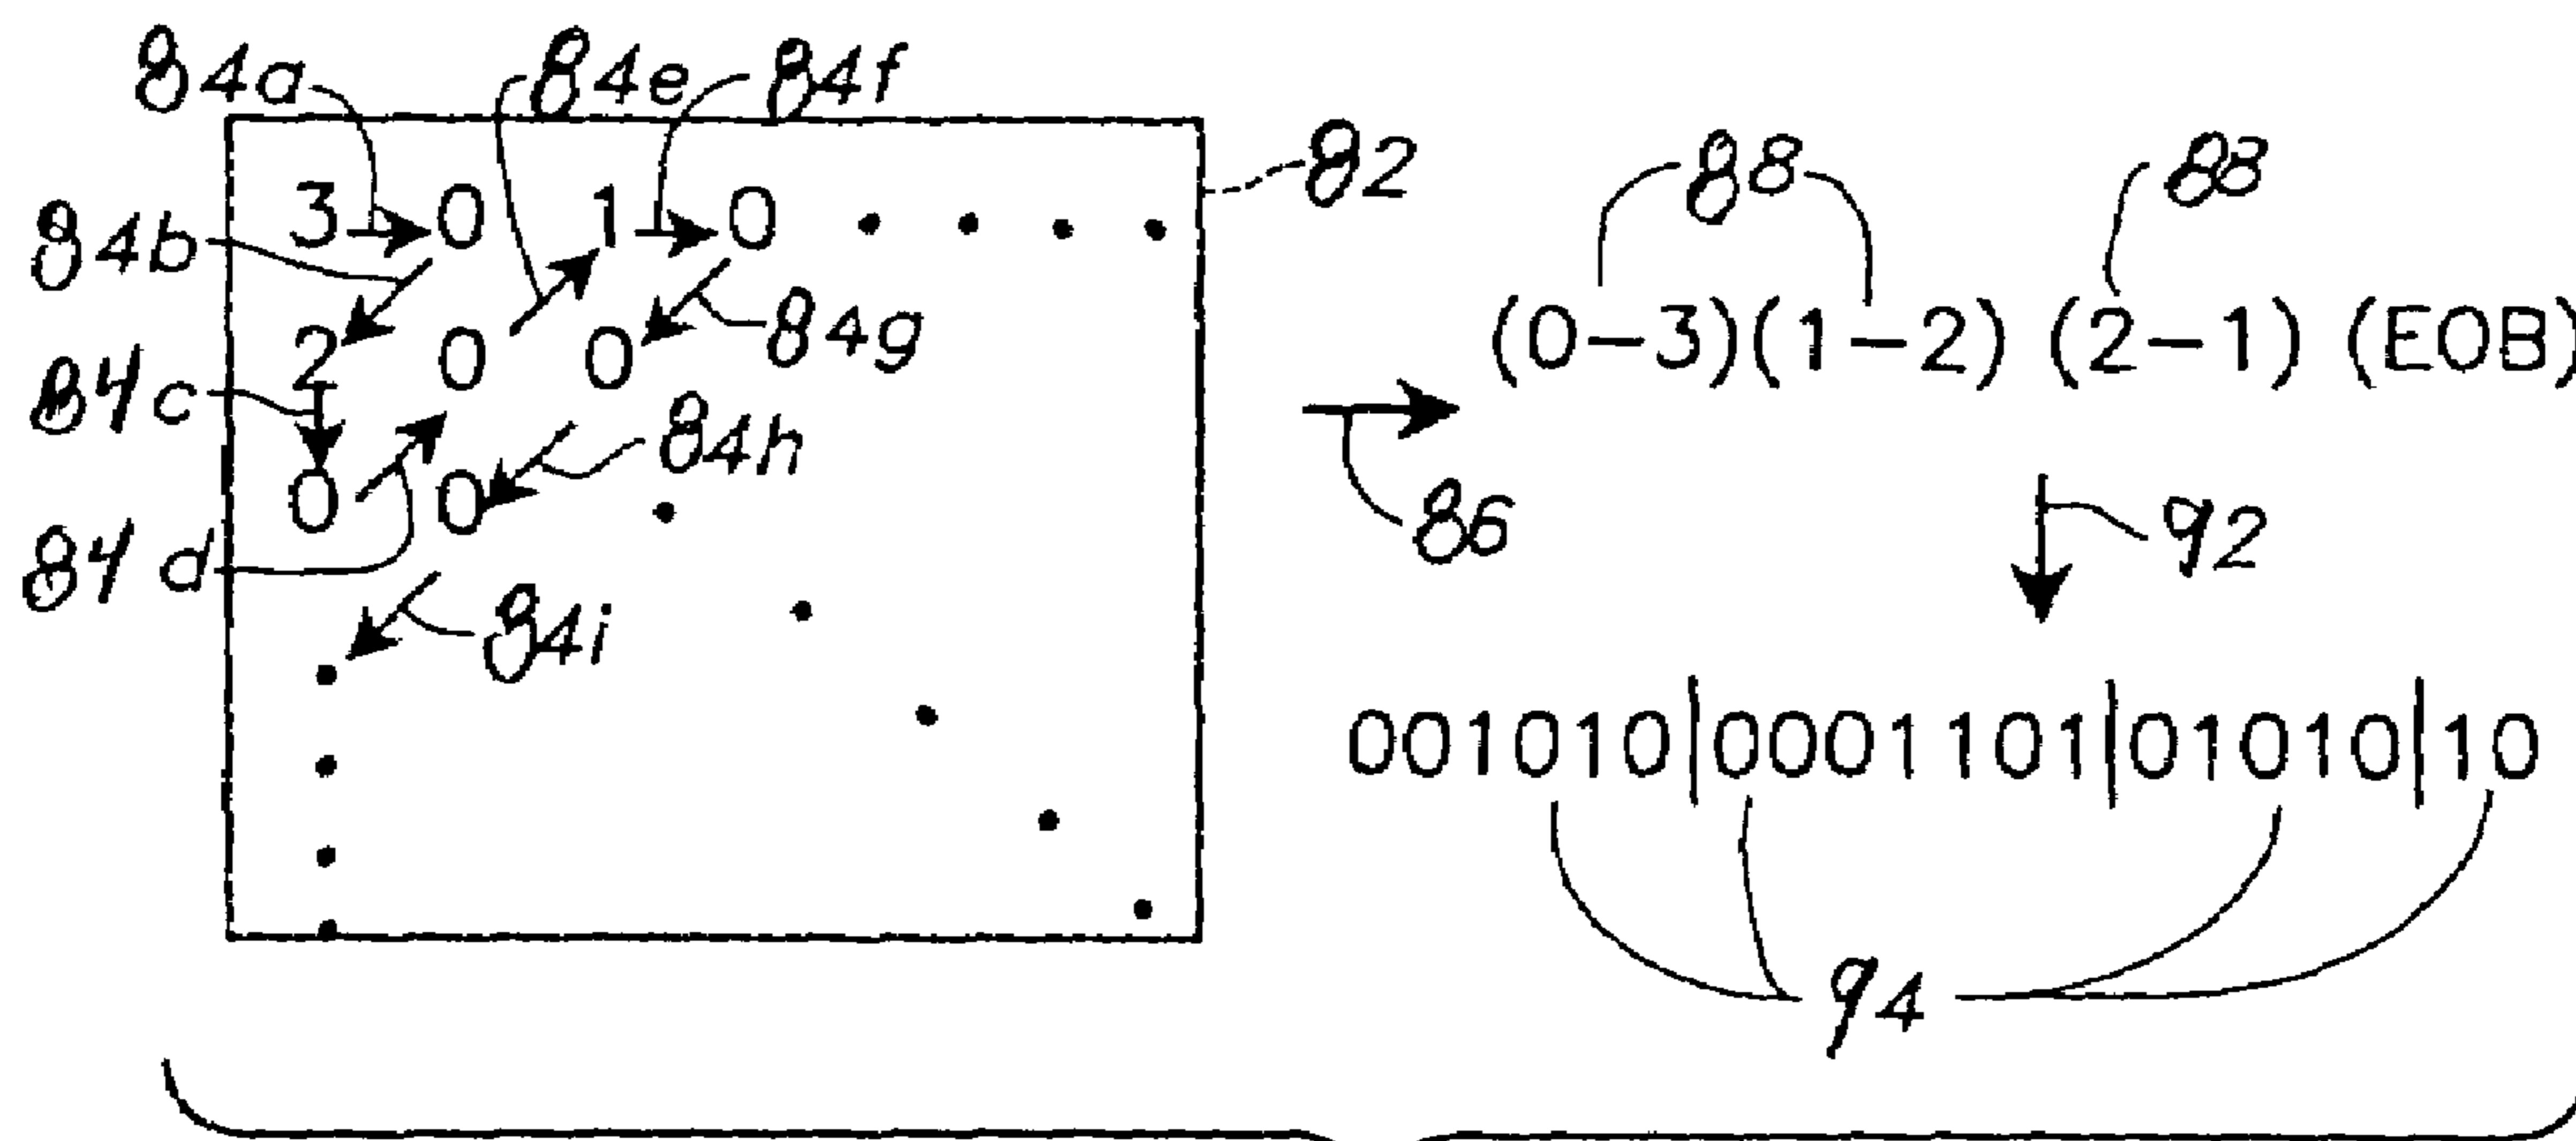 84a 84e 84f
3 0 1 0 . . . .
82
88 88
84b
(0-3)(1-2) (2-1) (EOB)
2 0 0
84g
84c
84h
0 0
86
92
84d
84i
001010|0001101|01010|10
94